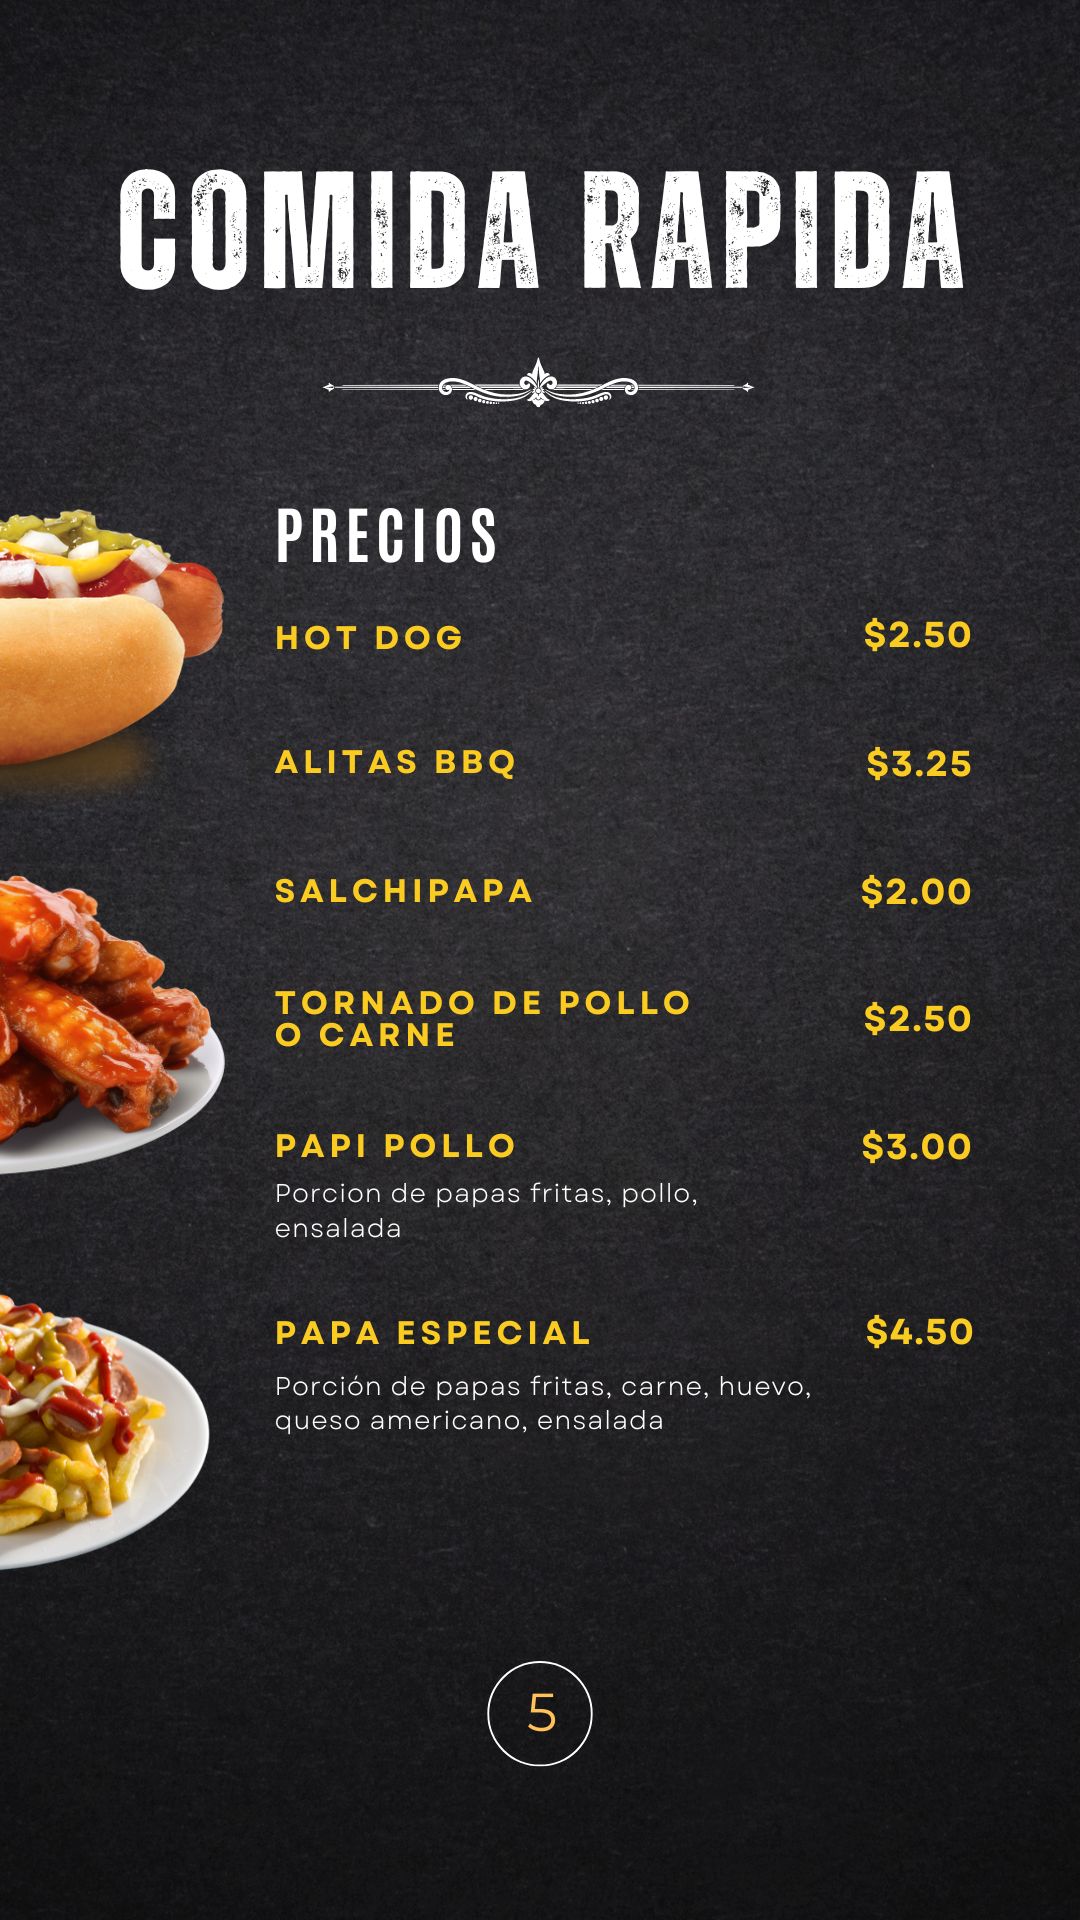 COMIDA RAPIDA
PRECIOS
HOT DOG $2.50
ALITAS BBQ $3.25
SALCHIPAPA $2.00
TORNADO DE POLLO
O CARNE $2.50
PAPI POLLO $3.00
Porcion de papas fritas, pollo,
ensalada
PAPA ESPECIAL $4.50
Porción de papas fritas, carne, huevo,
queso americano, ensalada
5